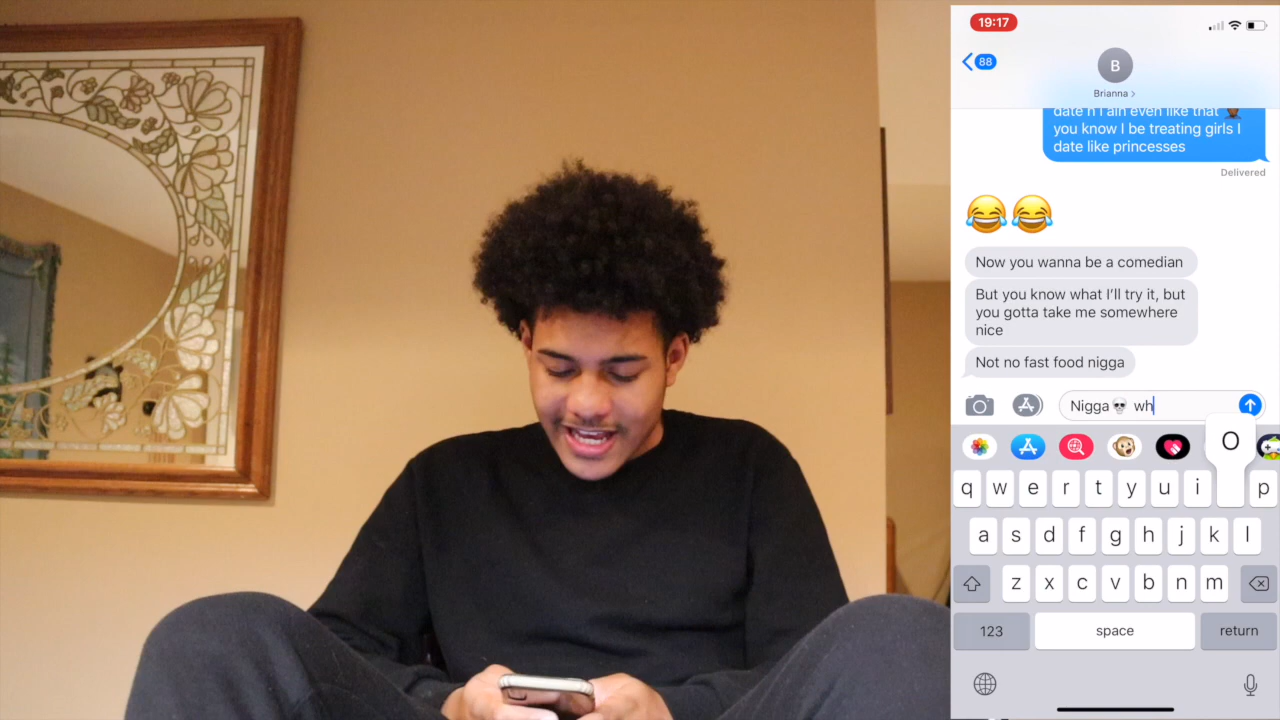 19:17
88
B
Brianna >
date n I ain even like that
you know I be treating girls I
date like princesses
Delivered
😂😂
Now you wanna be a comedian
But you know what I'll try it, but
you gotta take me somewhere
nice
Not no fast food nigga
Nigga💀 wh
O
q w e r t y u i p
a s d f g h j k l
z x c v b n m
123 space return